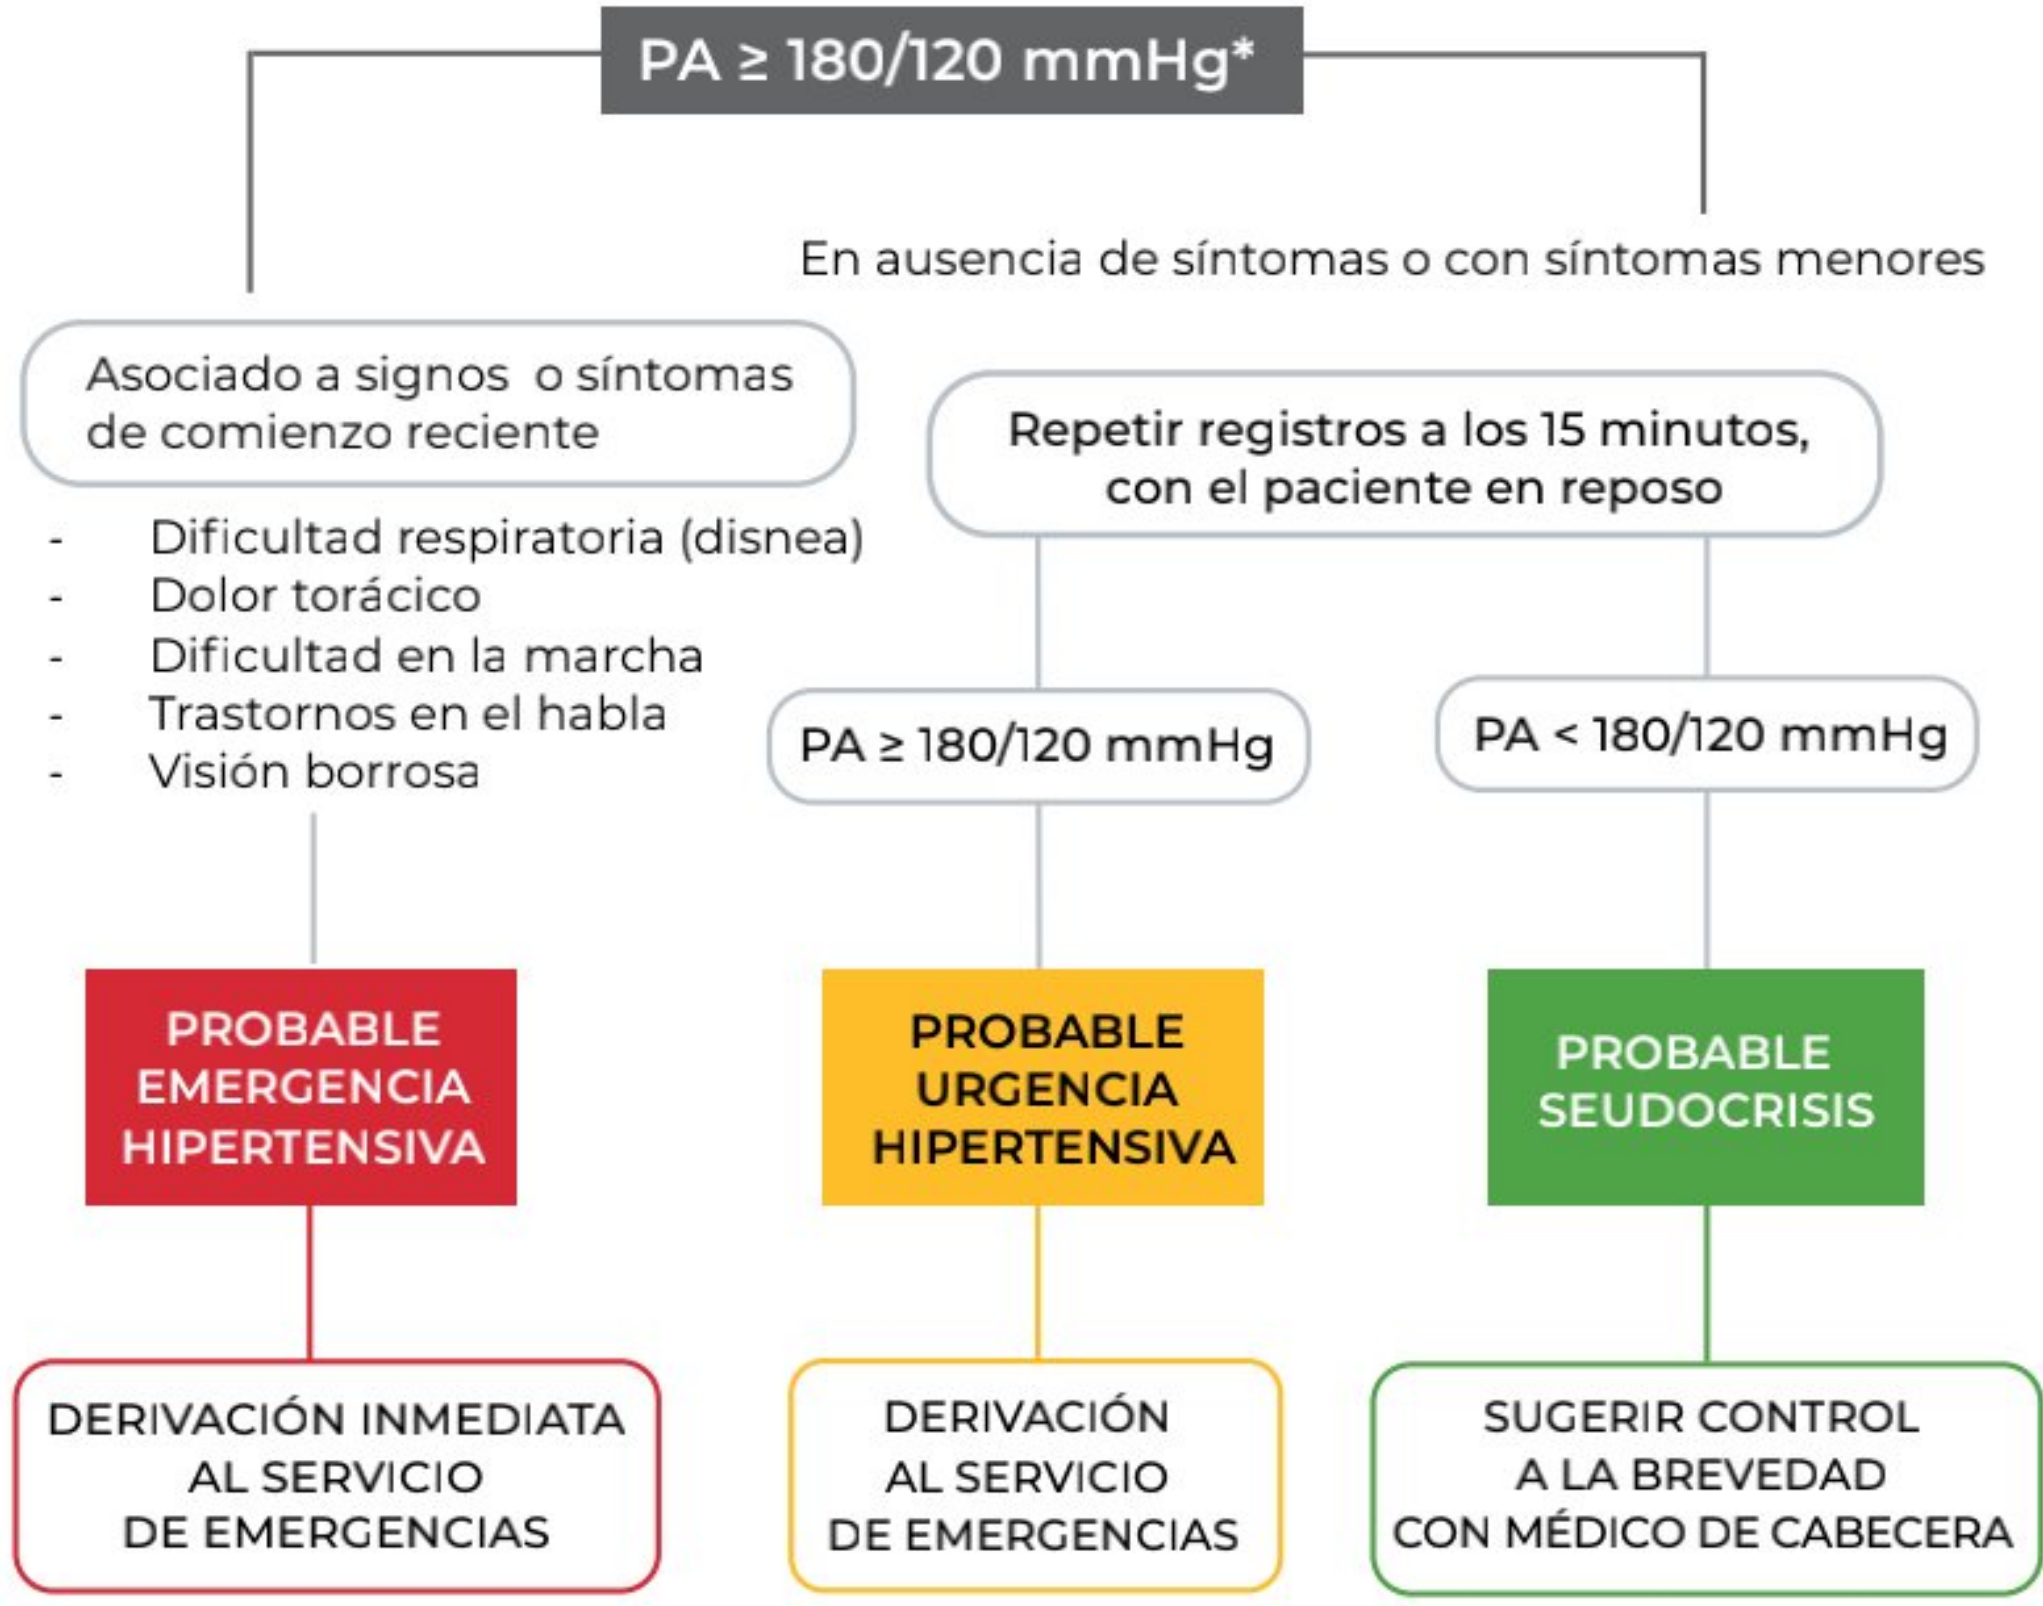 PA ≥ 180/120 mmHg*
Asociado a signos o síntomas
de comienzo reciente
- Dificultad respiratoria (disnea)
- Dolor torácico
- Dificultad en la marcha
- Trastornos en el habla
- Visión borrosa
PROBABLE
EMERGENCIA
HIPERTENSIVA
DERIVACIÓN INMEDIATA
AL SERVICIO
DE EMERGENCIAS
En ausencia de síntomas o con síntomas menores
Repetir registros a los 15 minutos,
con el paciente en reposo
PA ≥ 180/120 mmHg
PROBABLE
URGENCIA
HIPERTENSIVA
DERIVACIÓN
AL SERVICIO
DE EMERGENCIAS
PA < 180/120 mmHg
PROBABLE
SEUDOCRISIS
SUGERIR CONTROL
A LA BREVEDAD
CON MÉDICO DE CABECERA